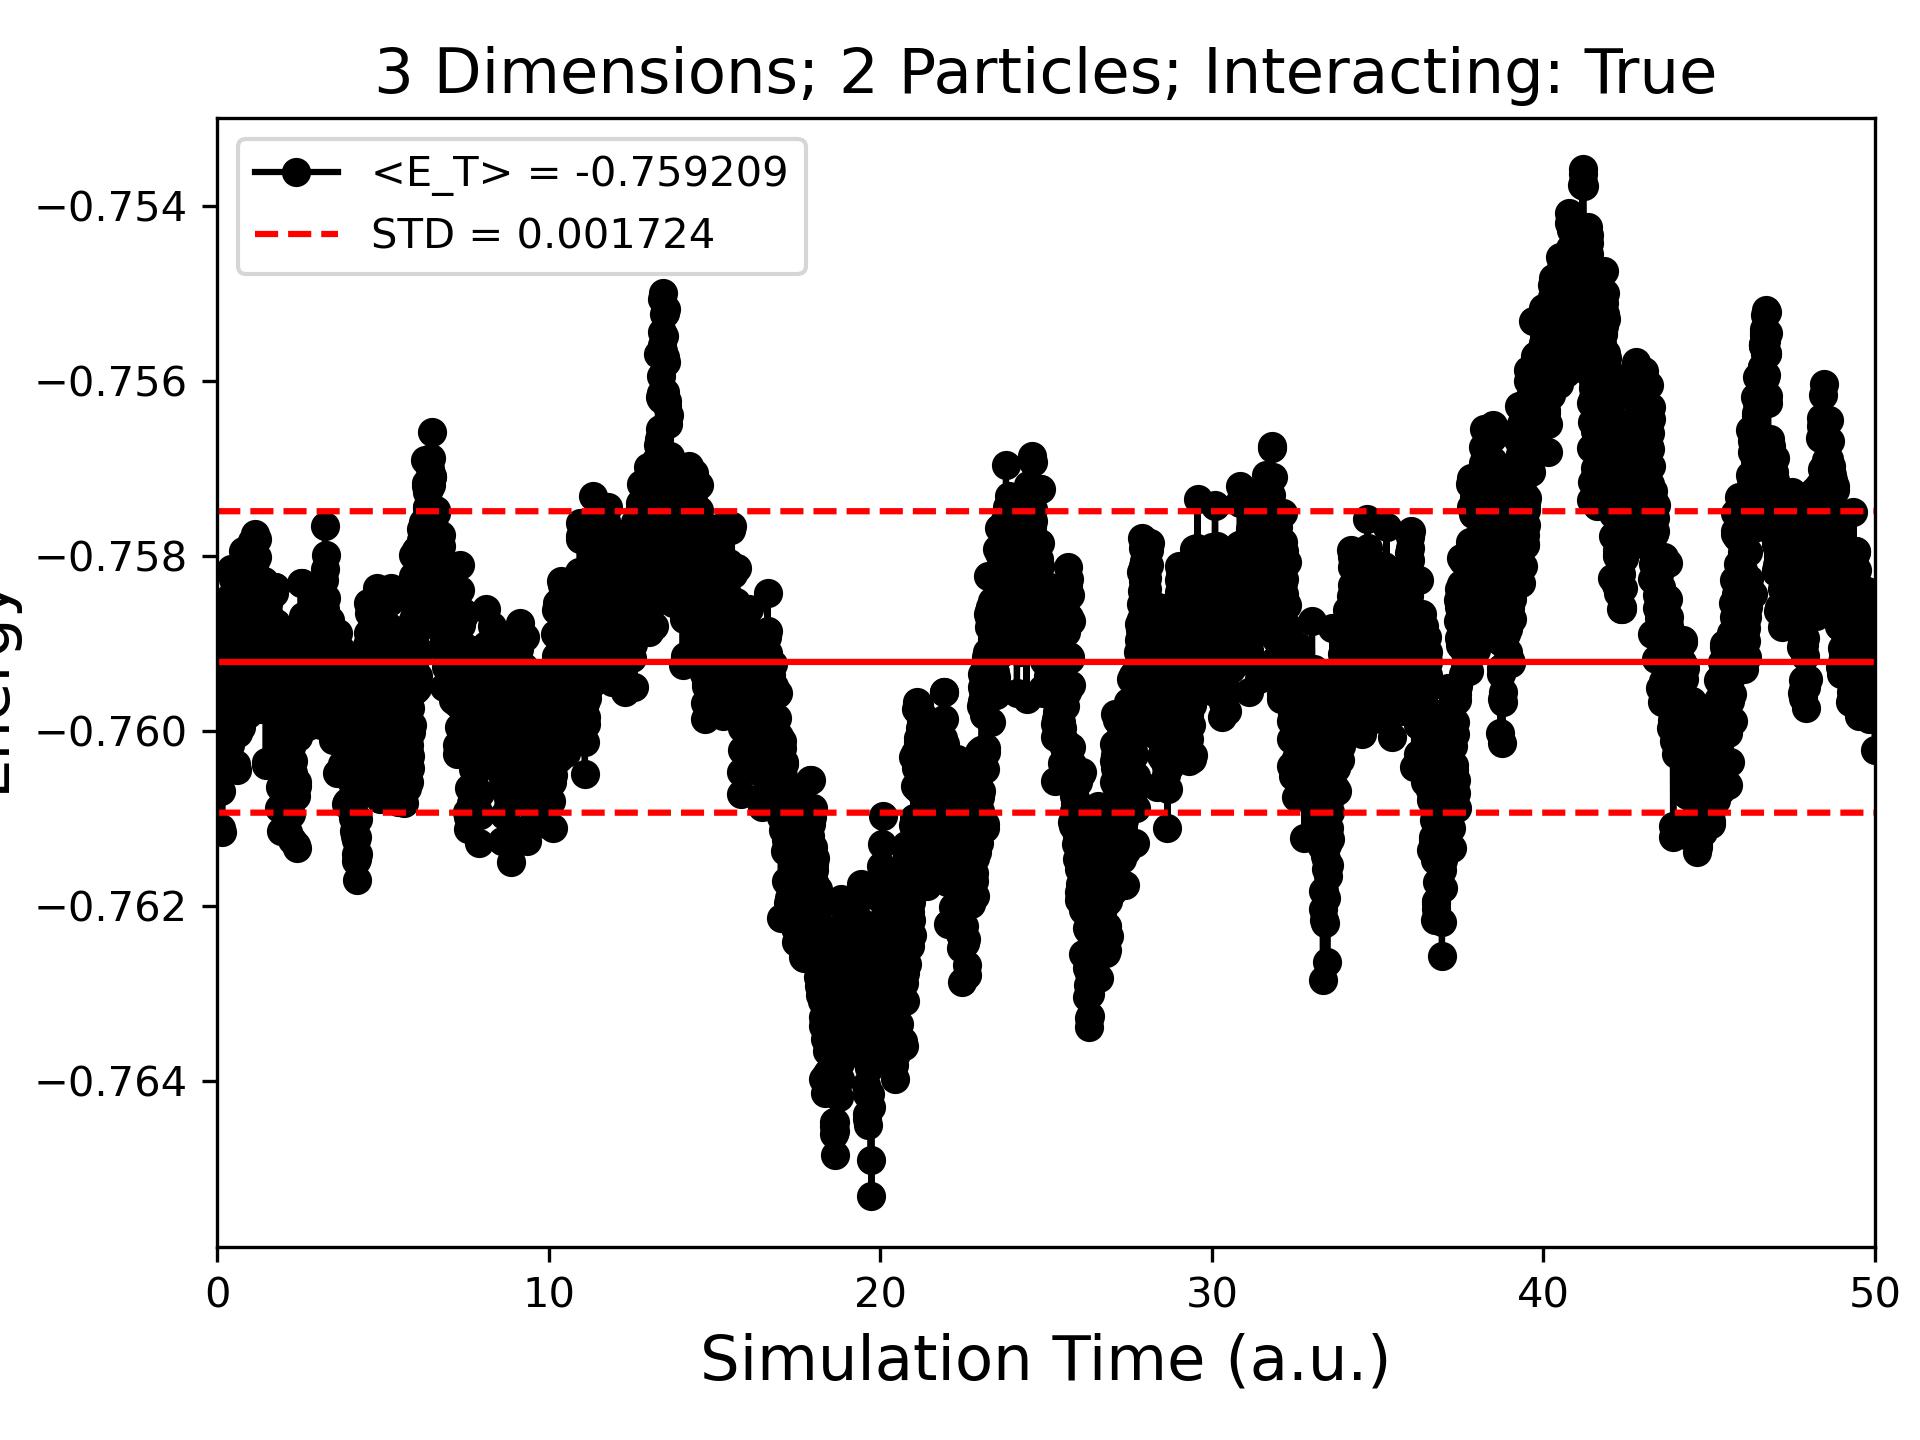 3 Dimensions; 2 Particles; Interacting: True
<E_T> = -0.759209
STD = 0.001724
−0.754
−0.756
−0.758
−0.760
−0.762
−0.764
Energy
0 10 20 30 40 50
Simulation Time (a.u.)